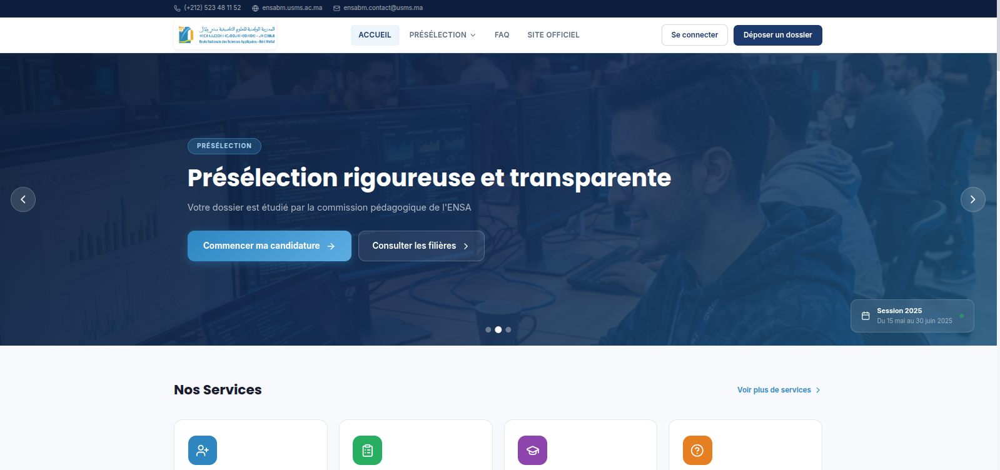 (+212) 523 48 11 52
ensabm.usms.ac.ma
ensabm.contact@usms.ma
المدرسة الوطنية للعلوم التطبيقية ببني ملال
Ecole Nationale des Sciences Appliquées - Béni Mellal
ACCUEIL
PRÉSÉLECTION
FAQ
SITE OFFICIEL
Se connecter
Déposer un dossier
PRÉSÉLECTION
Présélection rigoureuse et transparente
Votre dossier est étudié par la commission pédagogique de l'ENSA
Commencer ma candidature
Consulter les filières
Session 2025
Du 15 mai au 30 juin 2025
Nos Services
Voir plus de services